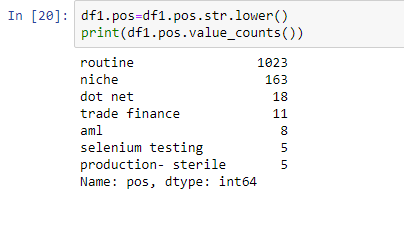 In [20]: df1.pos=df1.pos.str.lower()
print(df1.pos.value_counts())
routine 1023
niche 163
dot net 18
trade finance 11
aml 8
selenium testing 5
production- sterile 5
Name: pos, dtype: int64